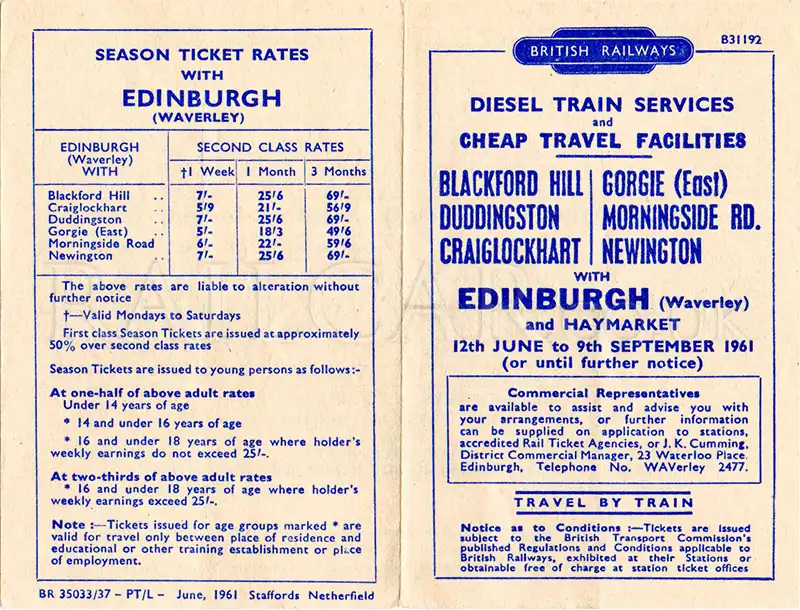 SEASON TICKET RATES
WITH
EDINBURGH
(WAVERLEY)
EDINBURGH
(Waverley)
WITH
SECOND CLASS RATES
†1 Week 1 Month 3 Months
Blackford Hill .. 7/- 25/6 69/-
Craiglockhart .. 5/9 21/- 56/9
Duddingston .. 7/- 25/6 69/-
Gorgie (East) .. 5/- 18/3 49/6
Morningside Road 6/- 22/- 59/6
Newington .. 7/- 25/6 69/-
The above rates are liable to alteration without
further notice
†—Valid Mondays to Saturdays
First class Season Tickets are issued at approximately
50% over second class rates
Season Tickets are issued to young persons as follows:-
At one-half of above adult rates
Under 14 years of age
* 14 and under 16 years of age
* 16 and under 18 years of age where holder's
weekly earnings do not exceed 25/-.
At two-thirds of above adult rates
* 16 and under 18 years of age where holder's
weekly earnings exceed 25/-.
Note :—Tickets issued for age groups marked * are
valid for travel only between place of residence and
educational or other training establishment or place
of employment.
BR 35033/37 – PT/L – June, 1961 Staffords Netherfield
B31192
BRITISH RAILWAYS
DIESEL TRAIN SERVICES
and
CHEAP TRAVEL FACILITIES
BLACKFORD HILL GORGIE (East)
DUDDINGSTON MORNINGSIDE RD.
CRAIGLOCKHART NEWINGTON
WITH
EDINBURGH (Waverley)
and HAYMARKET
12th JUNE to 9th SEPTEMBER 1961
(or until further notice)
Commercial Representatives
are available to assist and advise you with
your arrangements, or further information
can be supplied on application to stations,
accredited Rail Ticket Agencies, or J. K. Cumming,
District Commercial Manager, 23 Waterloo Place
Edinburgh, Telephone No. WAVerley 2477.
TRAVEL BY TRAIN
Notice as to Conditions :—Tickets are issued
subject to the British Transport Commission's
published Regulations and Conditions applicable to
British Railways, exhibited at their Stations or
obtainable free of charge at station ticket offices